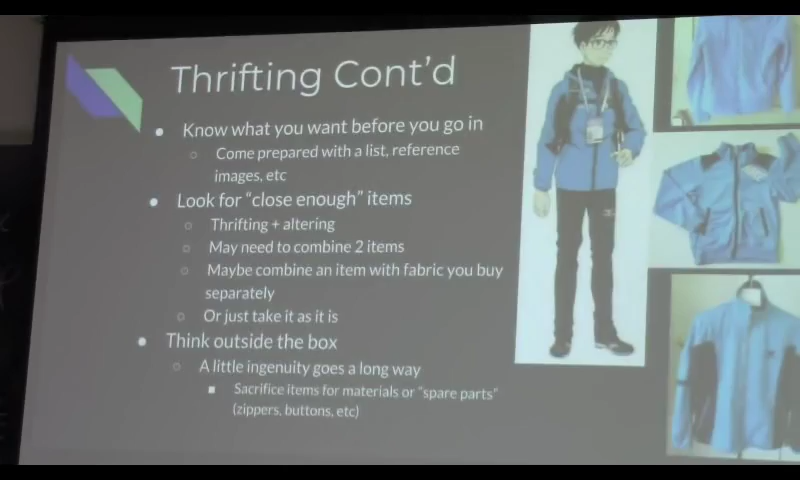 Thrifting Cont'd
● Know what you want before you go in
○ Come prepared with a list, reference
images, etc
● Look for "close enough" items
○ Thrifting + altering
○ May need to combine 2 items
○ Maybe combine an item with fabric you buy
separately
○ Or just take it as it is
● Think outside the box
○ A little ingenuity goes a long way
■ Sacrifice items for materials or "spare parts"
(zippers, buttons, etc)